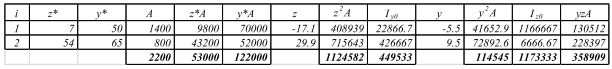 i z* y* A z*A y*A z z²A I_y0 y y²A I_z0 yzA
1 7 50 1400 9800 70000 -17.1 408939 22866.7 -5.5 41652.9 1166667 130512
2 54 65 800 43200 52000 29.9 715643 426667 9.5 72892.6 6666.67 228397
2200 53000 122000 1124582 449533 114545 1173333 358909